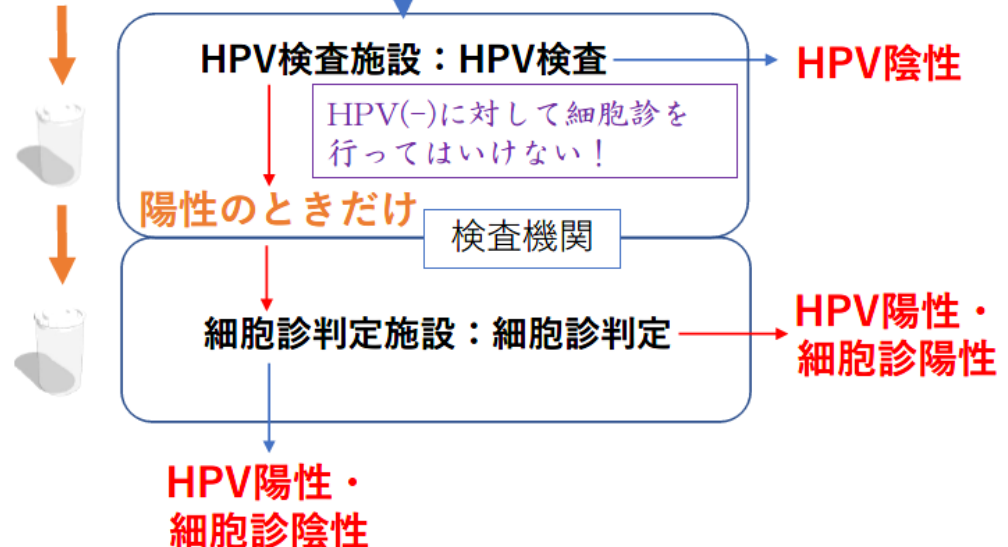 HPV検査施設：HPV検査
HPV陰性
HPV(-)に対して細胞診を
行ってはいけない！
陽性のときだけ
検査機関
細胞診判定施設：細胞診判定
HPV陽性・
細胞診陽性
HPV陽性・
細胞診陰性